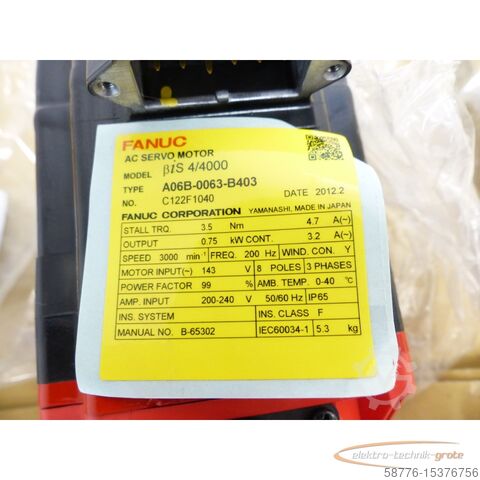 FANUC
AC SERVO MOTOR
MODEL βiS 4/4000
TYPE A06B-0063-B403
NO. C122F1040 DATE 2012.2
FANUC CORPORATION YAMANASHI, MADE IN JAPAN
STALL TRQ. 3.5 Nm 4.7 A(~)
OUTPUT 0.75 kW CONT. 3.2 A(~)
SPEED 3000 min⁻¹ FREQ. 200 Hz WIND. CON. Y
MOTOR INPUT(~) 143 V 8 POLES 3 PHASES
POWER FACTOR 99 % AMB. TEMP. 0-40 ℃
AMP. INPUT 200-240 V 50/60 Hz IP65
INS. SYSTEM INS. CLASS F
MANUAL NO. B-65302 IEC60034-1 5.3 kg
elektro-technik-grote
58776-15376756